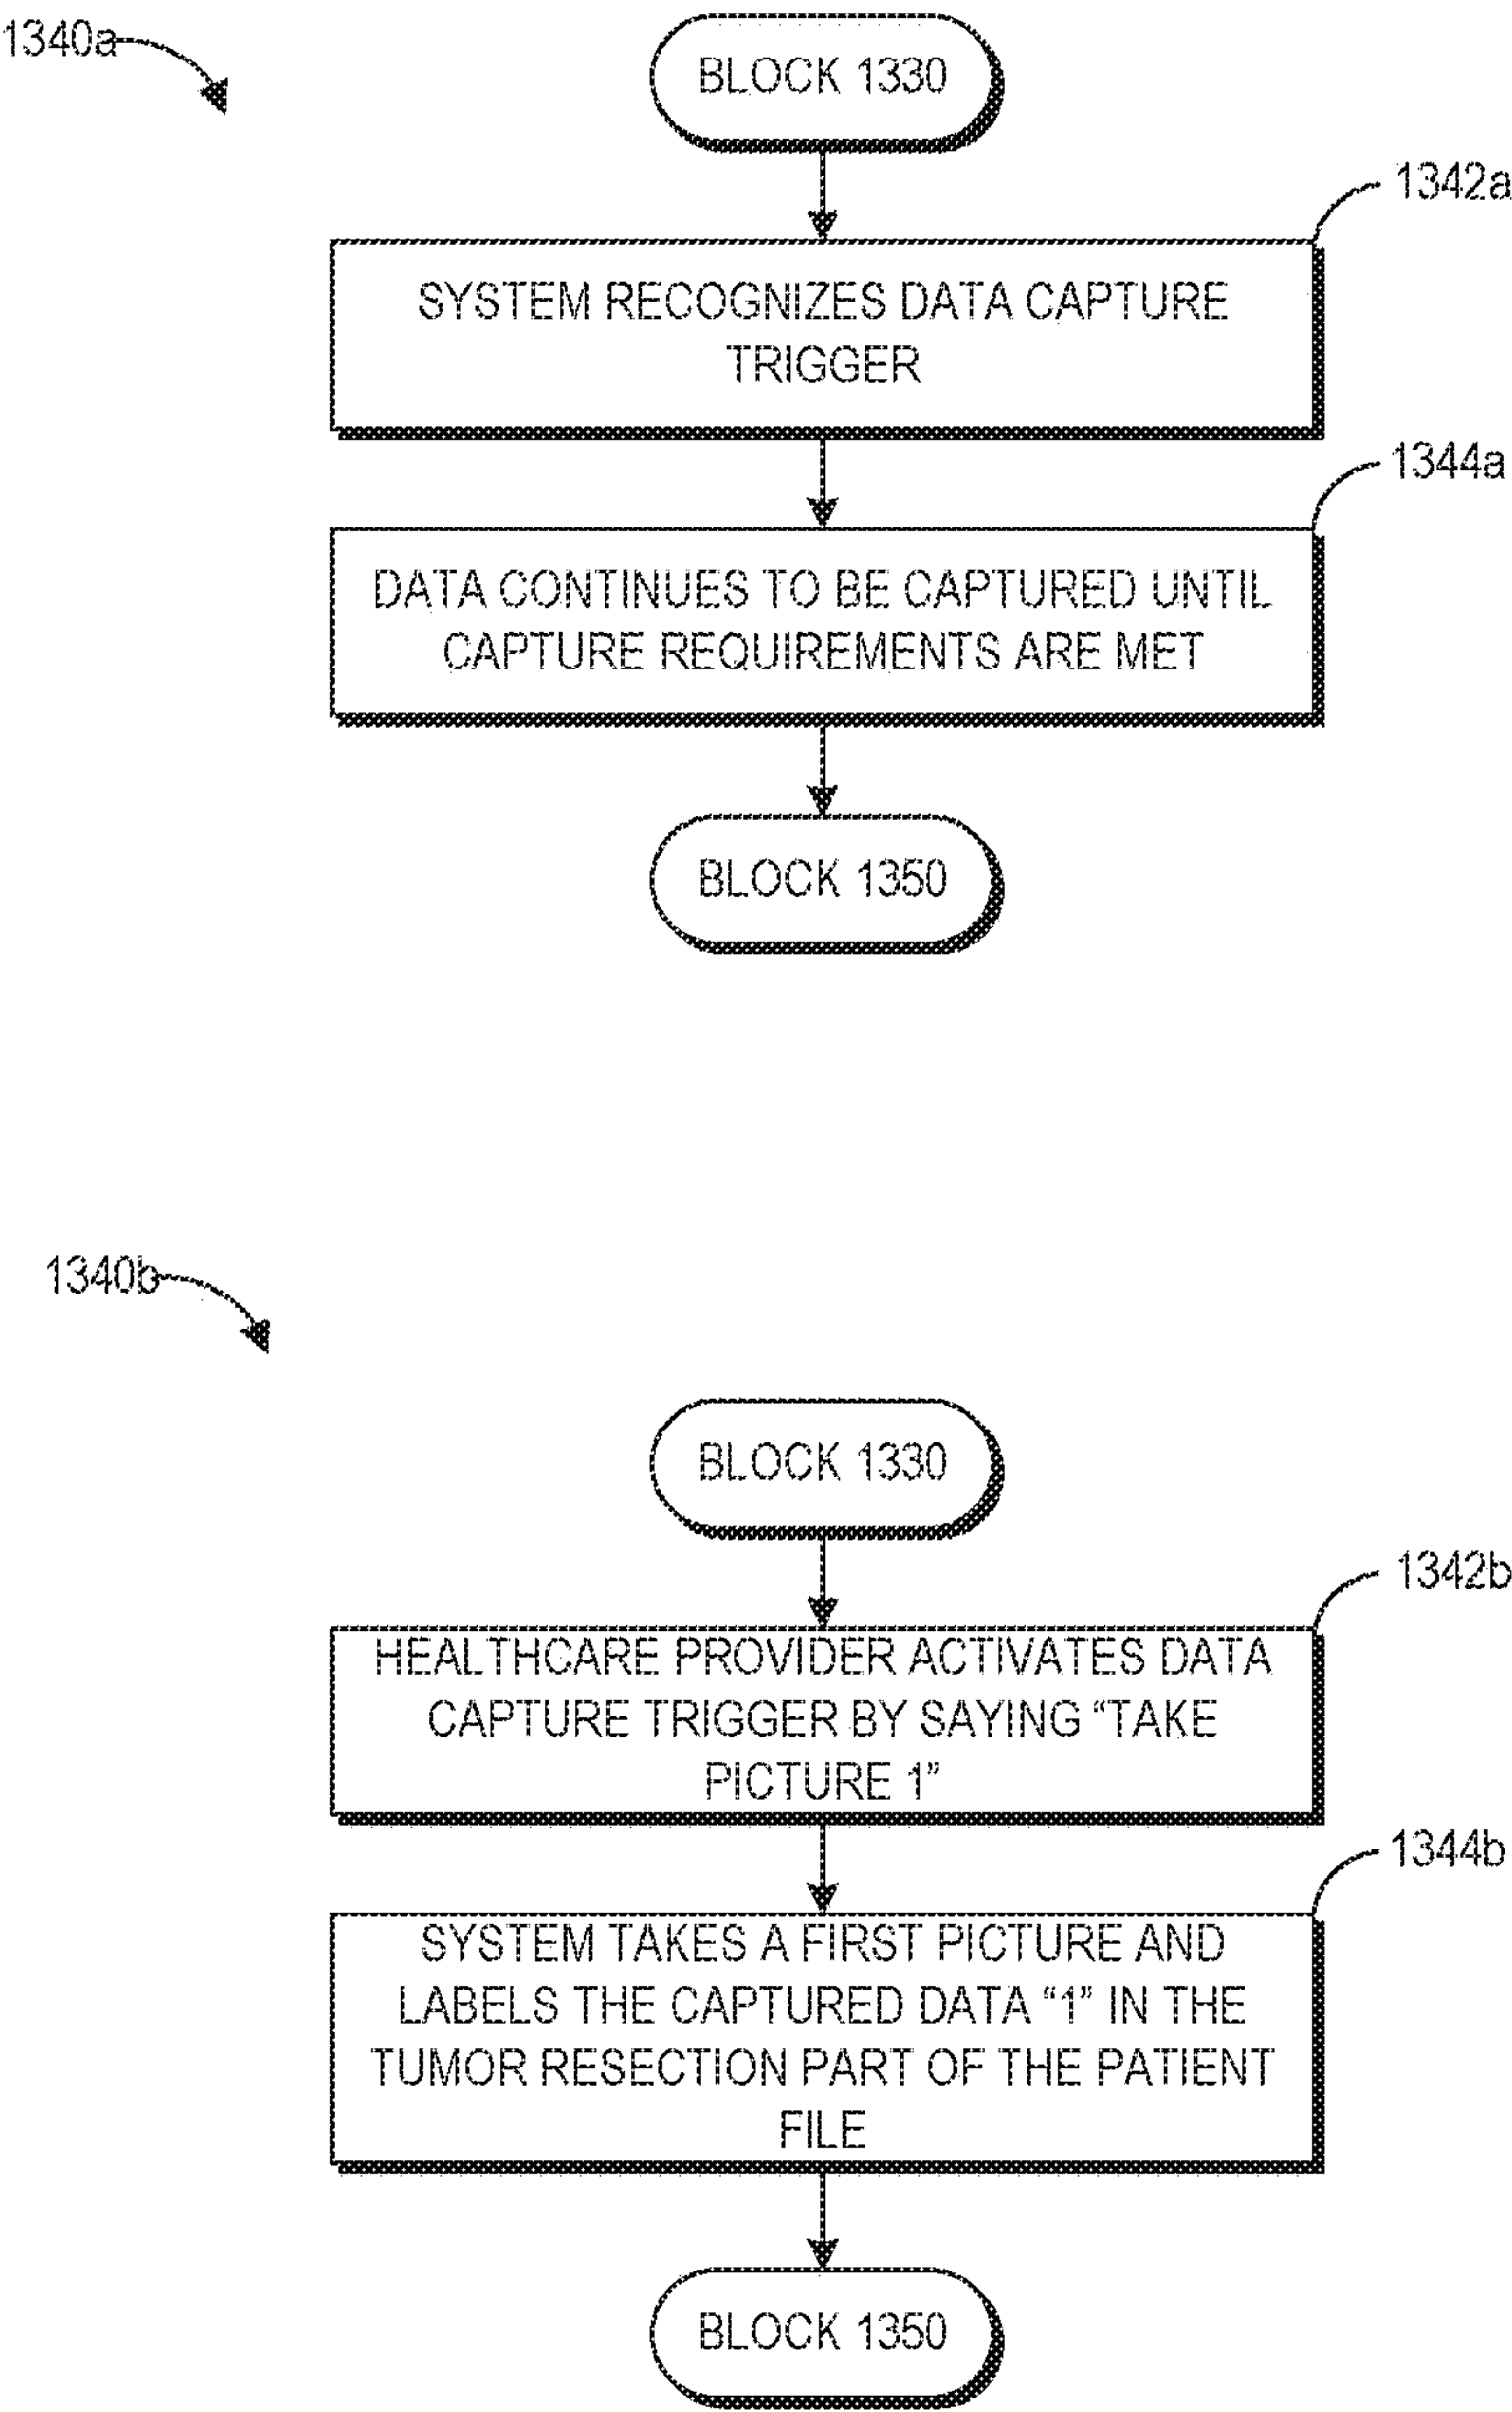 1340a
BLOCK 1330
1342a
SYSTEM RECOGNIZES DATA CAPTURE
TRIGGER
1344a
DATA CONTINUES TO BE CAPTURED UNTIL
CAPTURE REQUIREMENTS ARE MET
BLOCK 1350
1340b
BLOCK 1330
1342b
HEALTHCARE PROVIDER ACTIVATES DATA
CAPTURE TRIGGER BY SAYING “TAKE
PICTURE 1”
1344b
SYSTEM TAKES A FIRST PICTURE AND
LABELS THE CAPTURED DATA “1” IN THE
TUMOR RESECTION PART OF THE PATIENT
FILE
BLOCK 1350